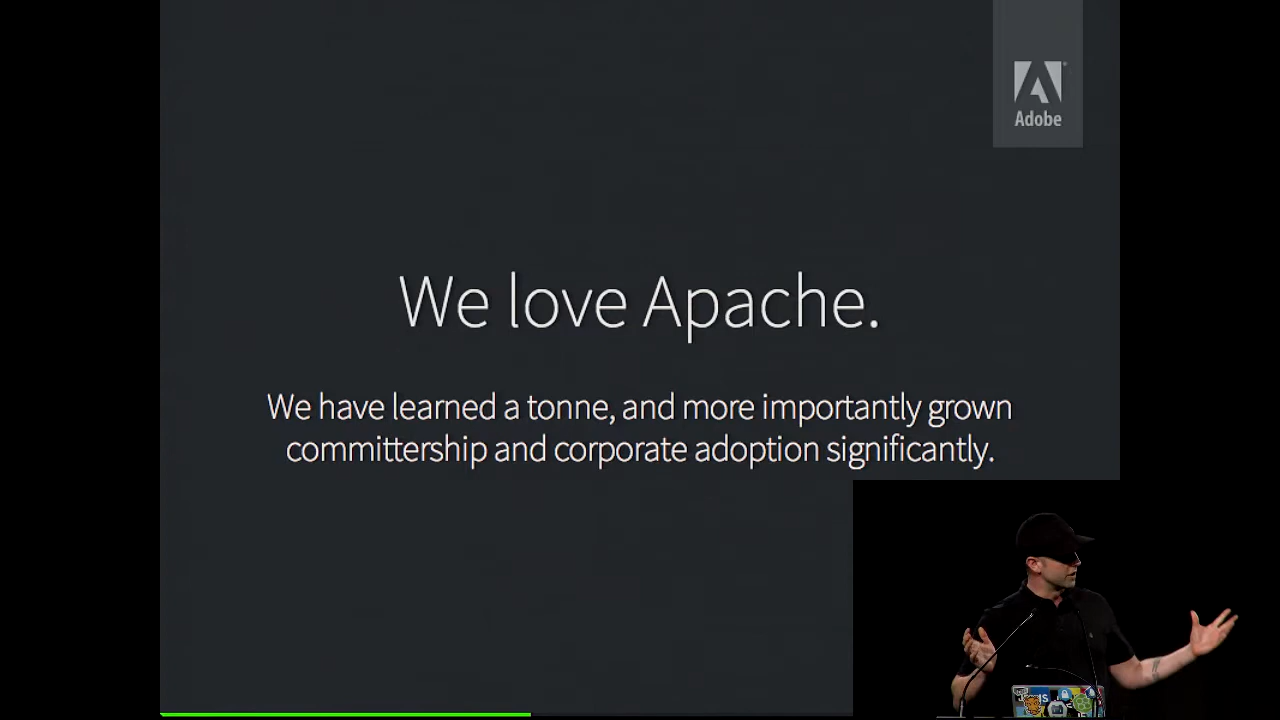 Adobe
We love Apache.
We have learned a tonne, and more importantly grown
committership and corporate adoption significantly.